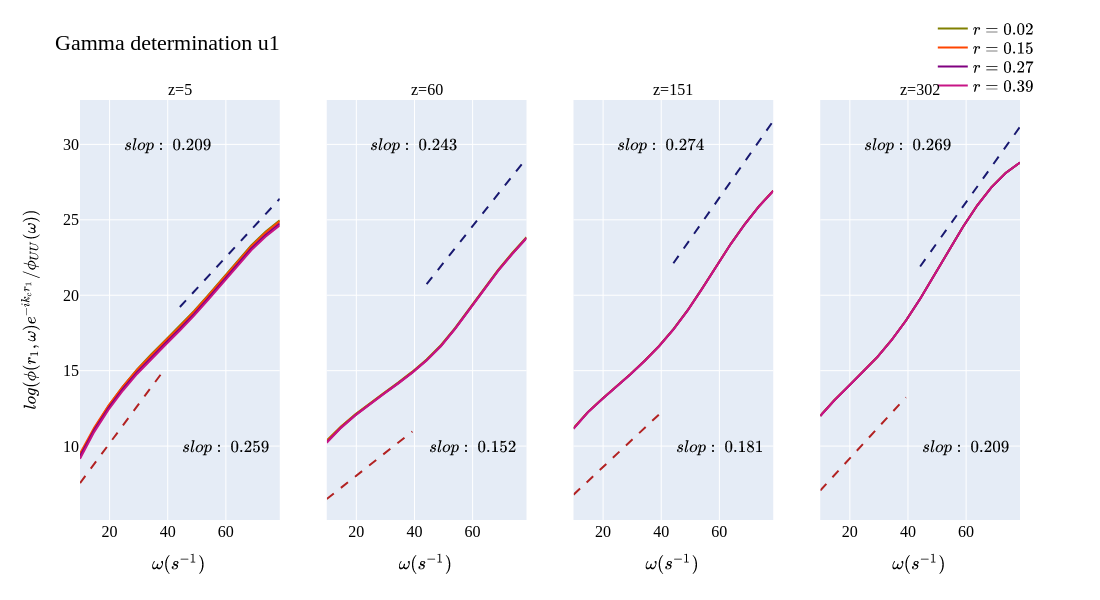 Gamma determination u1
r = 0.02
r = 0.15
r = 0.27
r = 0.39
z=5
z=60
z=151
z=302
slop : 0.209
slop : 0.243
slop : 0.274
slop : 0.269
slop : 0.259
slop : 0.152
slop : 0.181
slop : 0.209
30
25
20
15
10
log(ϕ(r₁, ω)e^{−ik_c r₁}/ϕ_{UU}(ω))
20 40 60
20 40 60
20 40 60
20 40 60
ω(s⁻¹)
ω(s⁻¹)
ω(s⁻¹)
ω(s⁻¹)